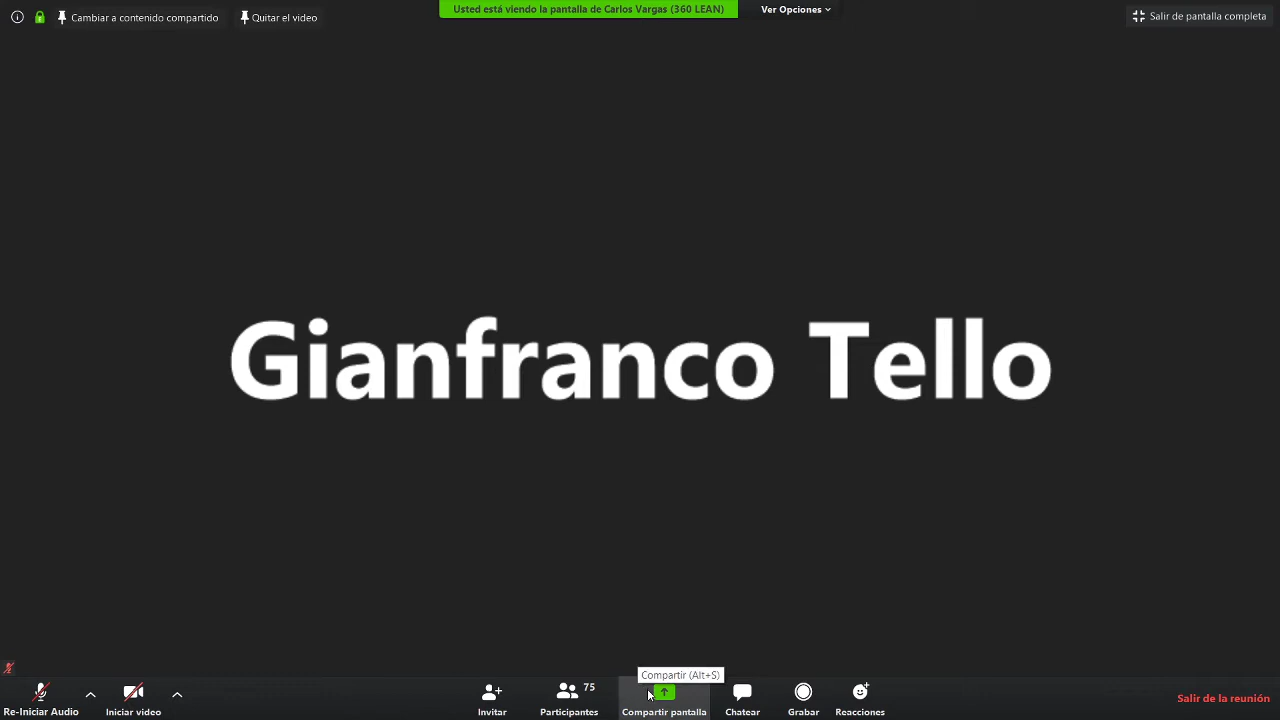 Cambiar a contenido compartido
Quitar el video
Usted está viendo la pantalla de Carlos Vargas (360 LEAN)
Ver Opciones
Salir de pantalla completa
Gianfranco Tello
Compartir (Alt+S)
Re-Iniciar Audio
Iniciar video
Invitar
Participantes
75
Compartir pantalla
Chatear
Grabar
Reacciones
Salir de la reunión